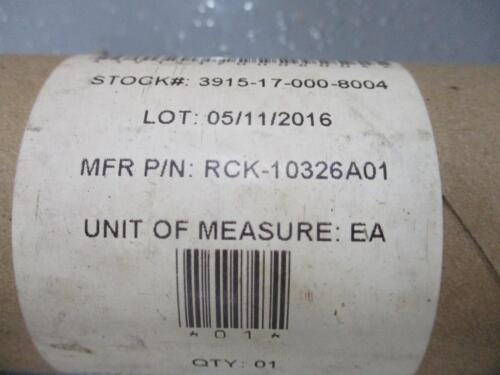 STOCK#: 3915-17-000-8004
LOT: 05/11/2016
MFR P/N: RCK-10326A01
UNIT OF MEASURE: EA
*01*
QTY: 01